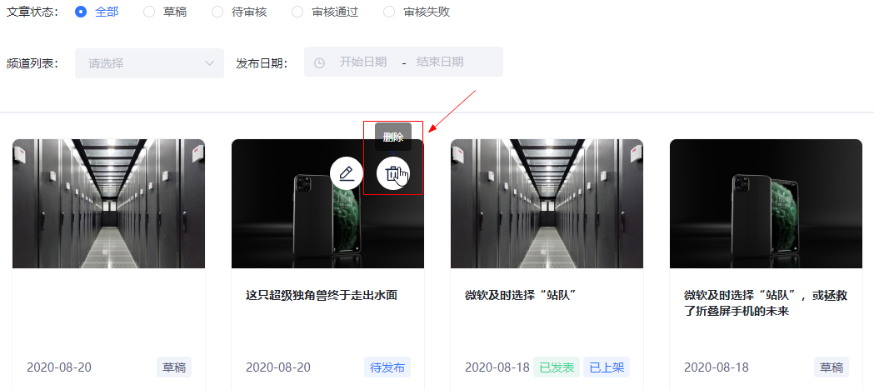 文章状态： 全部 草稿 待审核 审核通过 审核失败
频道列表： 请选择 发布日期： 开始日期 - 结束日期
删除
这只超级独角兽终于走出水面
微软及时选择“站队”
微软及时选择“站队”，或拯救
了折叠屏手机的未来
2020-08-20 草稿
2020-08-20 待发布
2020-08-18 已发表 已上架
2020-08-18 草稿